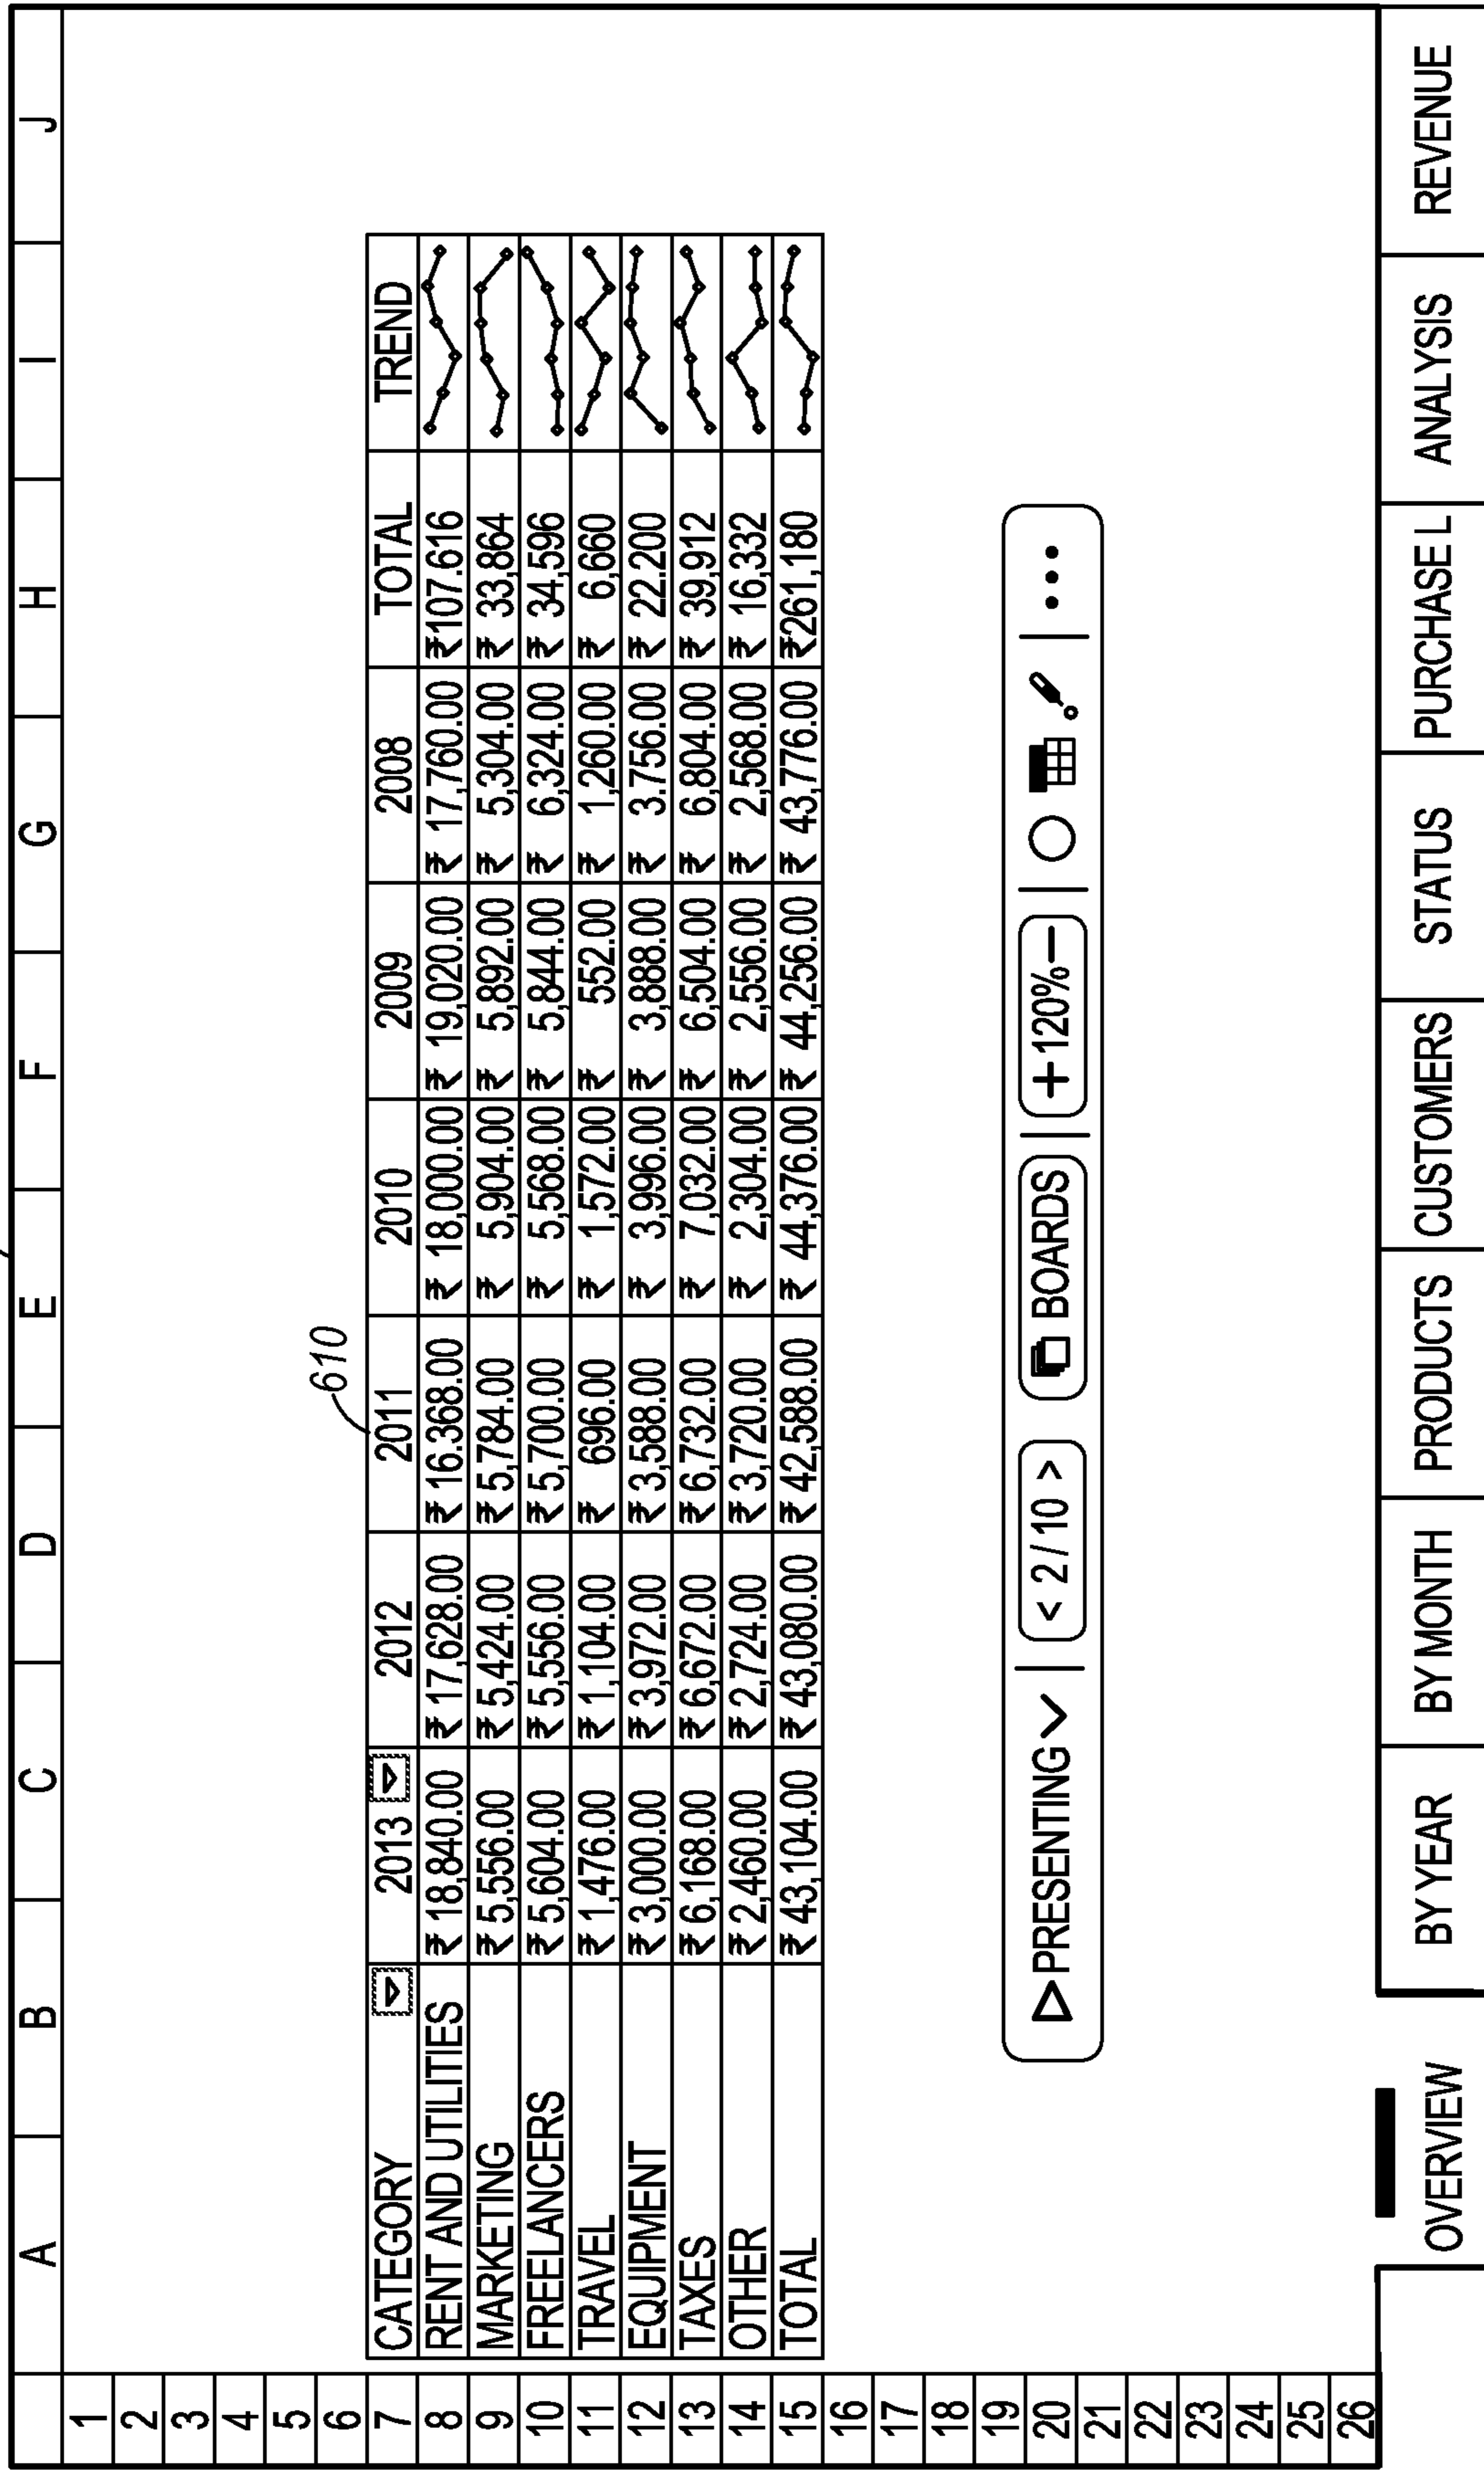 A B C D E F G H I J
610
1
2
3
4
5
6
7 CATEGORY 2013 2012 2011 2010 2009 2008 TOTAL TREND
8 RENT AND UTILITIES ₹ 18,840.00 ₹ 17,628.00 ₹ 16.368.00 ₹ 18,000.00 ₹ 19,020.00 ₹ 17,760.00 ₹107.616
9 MARKETING ₹ 5,556.00 ₹ 5,424.00 ₹ 5,784.00 ₹ 5,904.00 ₹ 5,892.00 ₹ 5,304.00 ₹ 33,864
10 FREELANCERS ₹ 5,604.00 ₹ 5,556.00 ₹ 5,700.00 ₹ 5,568.00 ₹ 5,844.00 ₹ 6,324.00 ₹ 34,596
11 TRAVEL ₹ 1,476.00 ₹ 1,104.00 ₹ 696.00 ₹ 1,572.00 ₹ 552.00 ₹ 1,260.00 ₹ 6,660
12 EQUIPMENT ₹ 3,000.00 ₹ 3,972.00 ₹ 3,588.00 ₹ 3,996.00 ₹ 3,888.00 ₹ 3.756.00 ₹ 22.200
13 TAXES ₹ 6,168.00 ₹ 6,672.00 ₹ 6,732.00 ₹ 7,032.00 ₹ 6,504.00 ₹ 6,804.00 ₹ 39,912
14 OTHER ₹ 2,460.00 ₹ 2,724.00 ₹ 3,720.00 ₹ 2,304.00 ₹ 2,556.00 ₹ 2,568.00 ₹ 16,332
15 TOTAL ₹ 43,104.00 ₹ 43,080.00 ₹ 42,588.00 ₹ 44,376.00 ₹ 44,256.00 ₹ 43,776.00 ₹261,180
16
17
18
19
20 PRESENTING < 2 / 10 > BOARDS + 120% − •••
21
22
23
24
25
26
OVERVIEW BY YEAR BY MONTH PRODUCTS CUSTOMERS STATUS PURCHASE L ANALYSIS REVENUE